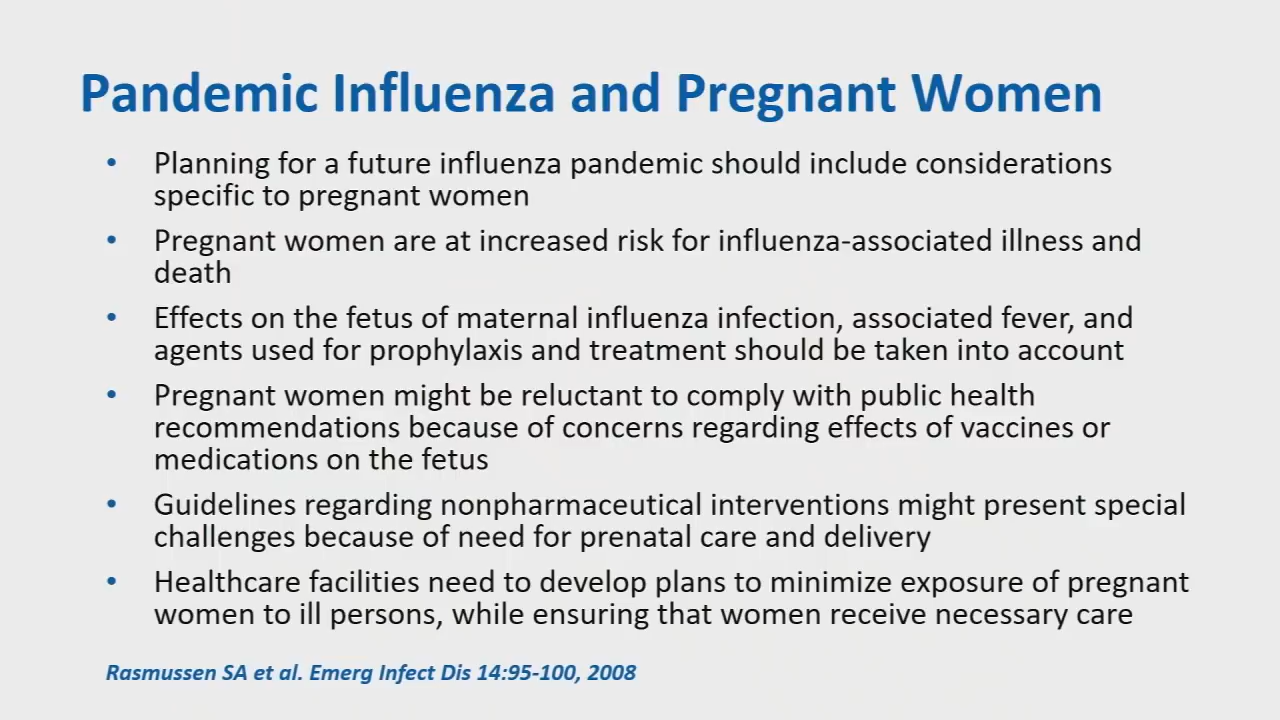 Pandemic Influenza and Pregnant Women
• Planning for a future influenza pandemic should include considerations
specific to pregnant women
• Pregnant women are at increased risk for influenza-associated illness and
death
• Effects on the fetus of maternal influenza infection, associated fever, and
agents used for prophylaxis and treatment should be taken into account
• Pregnant women might be reluctant to comply with public health
recommendations because of concerns regarding effects of vaccines or
medications on the fetus
• Guidelines regarding nonpharmaceutical interventions might present special
challenges because of need for prenatal care and delivery
• Healthcare facilities need to develop plans to minimize exposure of pregnant
women to ill persons, while ensuring that women receive necessary care
Rasmussen SA et al. Emerg Infect Dis 14:95-100, 2008